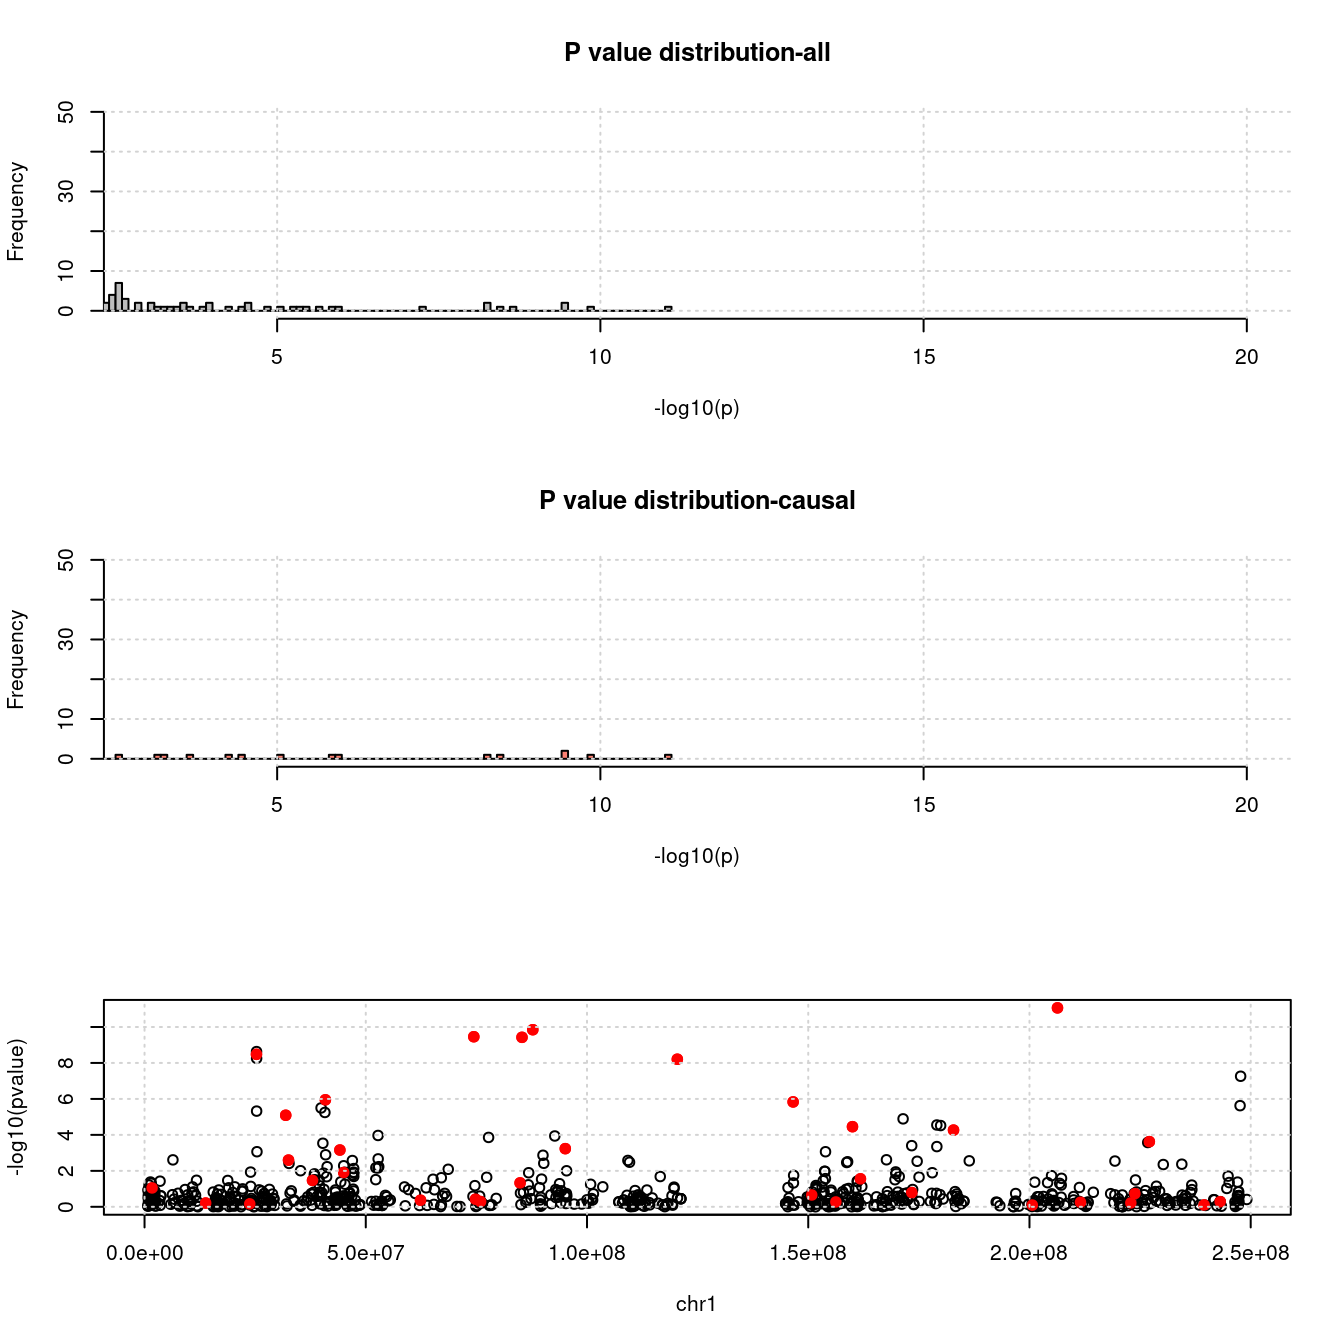 P value distribution-all
Frequency
50
30
10
0
5 10 15 20
-log10(p)
P value distribution-causal
Frequency
50
30
10
0
5 10 15 20
-log10(p)
-log10(pvalue)
8
6
4
2
0
0.0e+00 5.0e+07 1.0e+08 1.5e+08 2.0e+08 2.5e+08
chr1